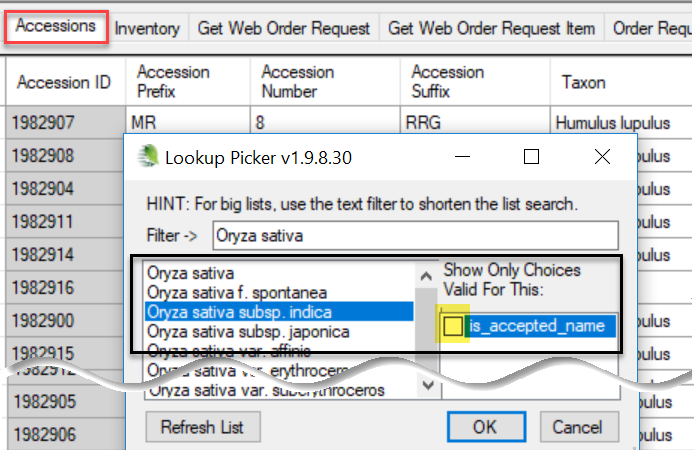 Accessions Inventory Get Web Order Request Get Web Order Request Item Order Requ
Accession ID Accession Prefix Accession Number Accession Suffix Taxon
1982907 MR 8 RRG Humulus lupulus
1982908 pulus
1982904 pulus
1982911 pulus
1982914 pulus
1982916
1982900 pulus
1982915 pulus
1982912
1982905 pulus
1982906 pulus
Lookup Picker v1.9.8.30
HINT: For big lists, use the text filter to shorten the list search.
Filter -> Oryza sativa
Oryza sativa
Oryza sativa f. spontanea
Oryza sativa subsp. indica
Oryza sativa subsp. japonica
Oryza sativa var. affinis
Oryza sativa var. erythroceros
Oryza sativa var. suberythroceros
Show Only Choices
Valid For This:
is_accepted_name
Refresh List OK Cancel